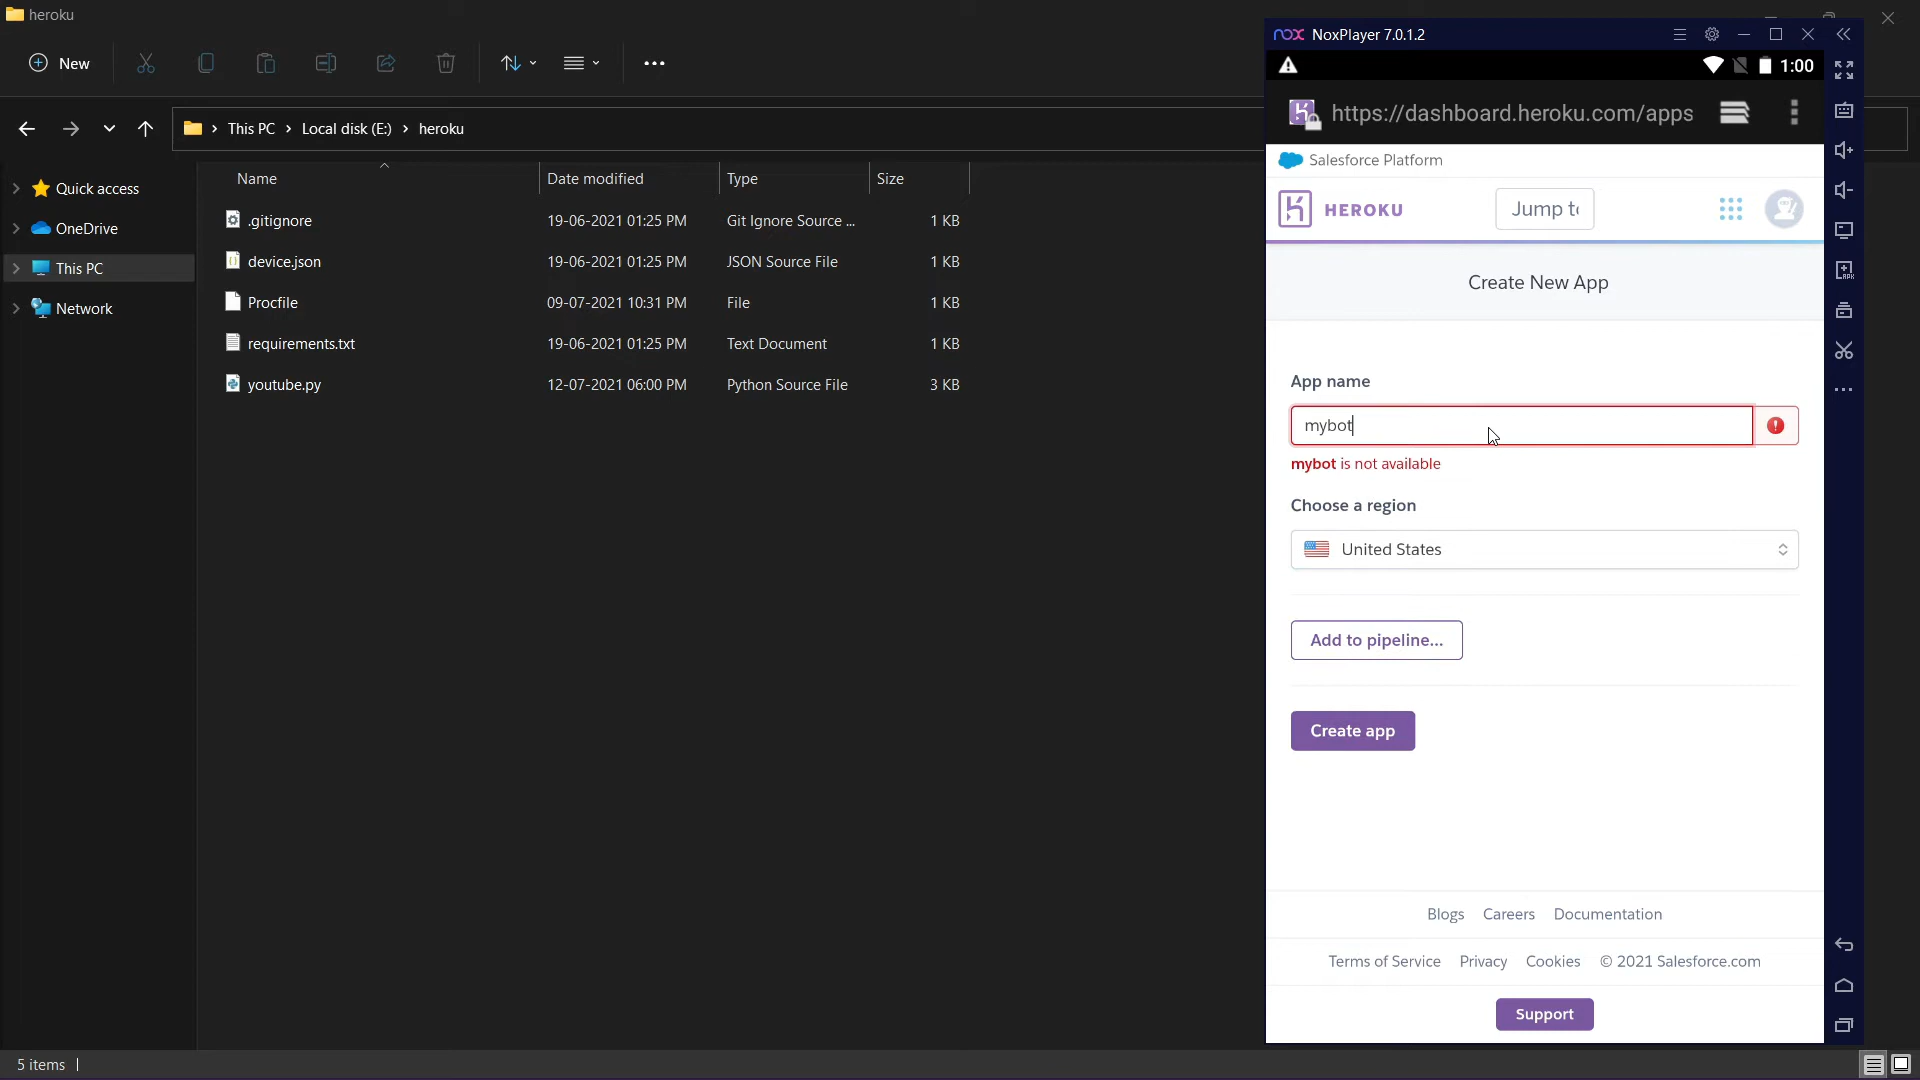 heroku
New
This PC
Local disk (E:)
heroku
Quick access
OneDrive
This PC
Network
Name
Date modified
Type
Size
.gitignore
19-06-2021 01:25 PM
Git Ignore Source ...
1 KB
device.json
19-06-2021 01:25 PM
JSON Source File
1 KB
Procfile
09-07-2021 10:31 PM
File
1 KB
requirements.txt
19-06-2021 01:25 PM
Text Document
1 KB
youtube.py
12-07-2021 06:00 PM
Python Source File
3 KB
5 items
nox NoxPlayer 7.0.1.2
1:00
https://dashboard.heroku.com/apps
Salesforce Platform
HEROKU
Jump to
Create New App
App name
mybot
mybot is not available
Choose a region
United States
Add to pipeline...
Create app
Blogs Careers Documentation
Terms of Service Privacy Cookies © 2021 Salesforce.com
Support